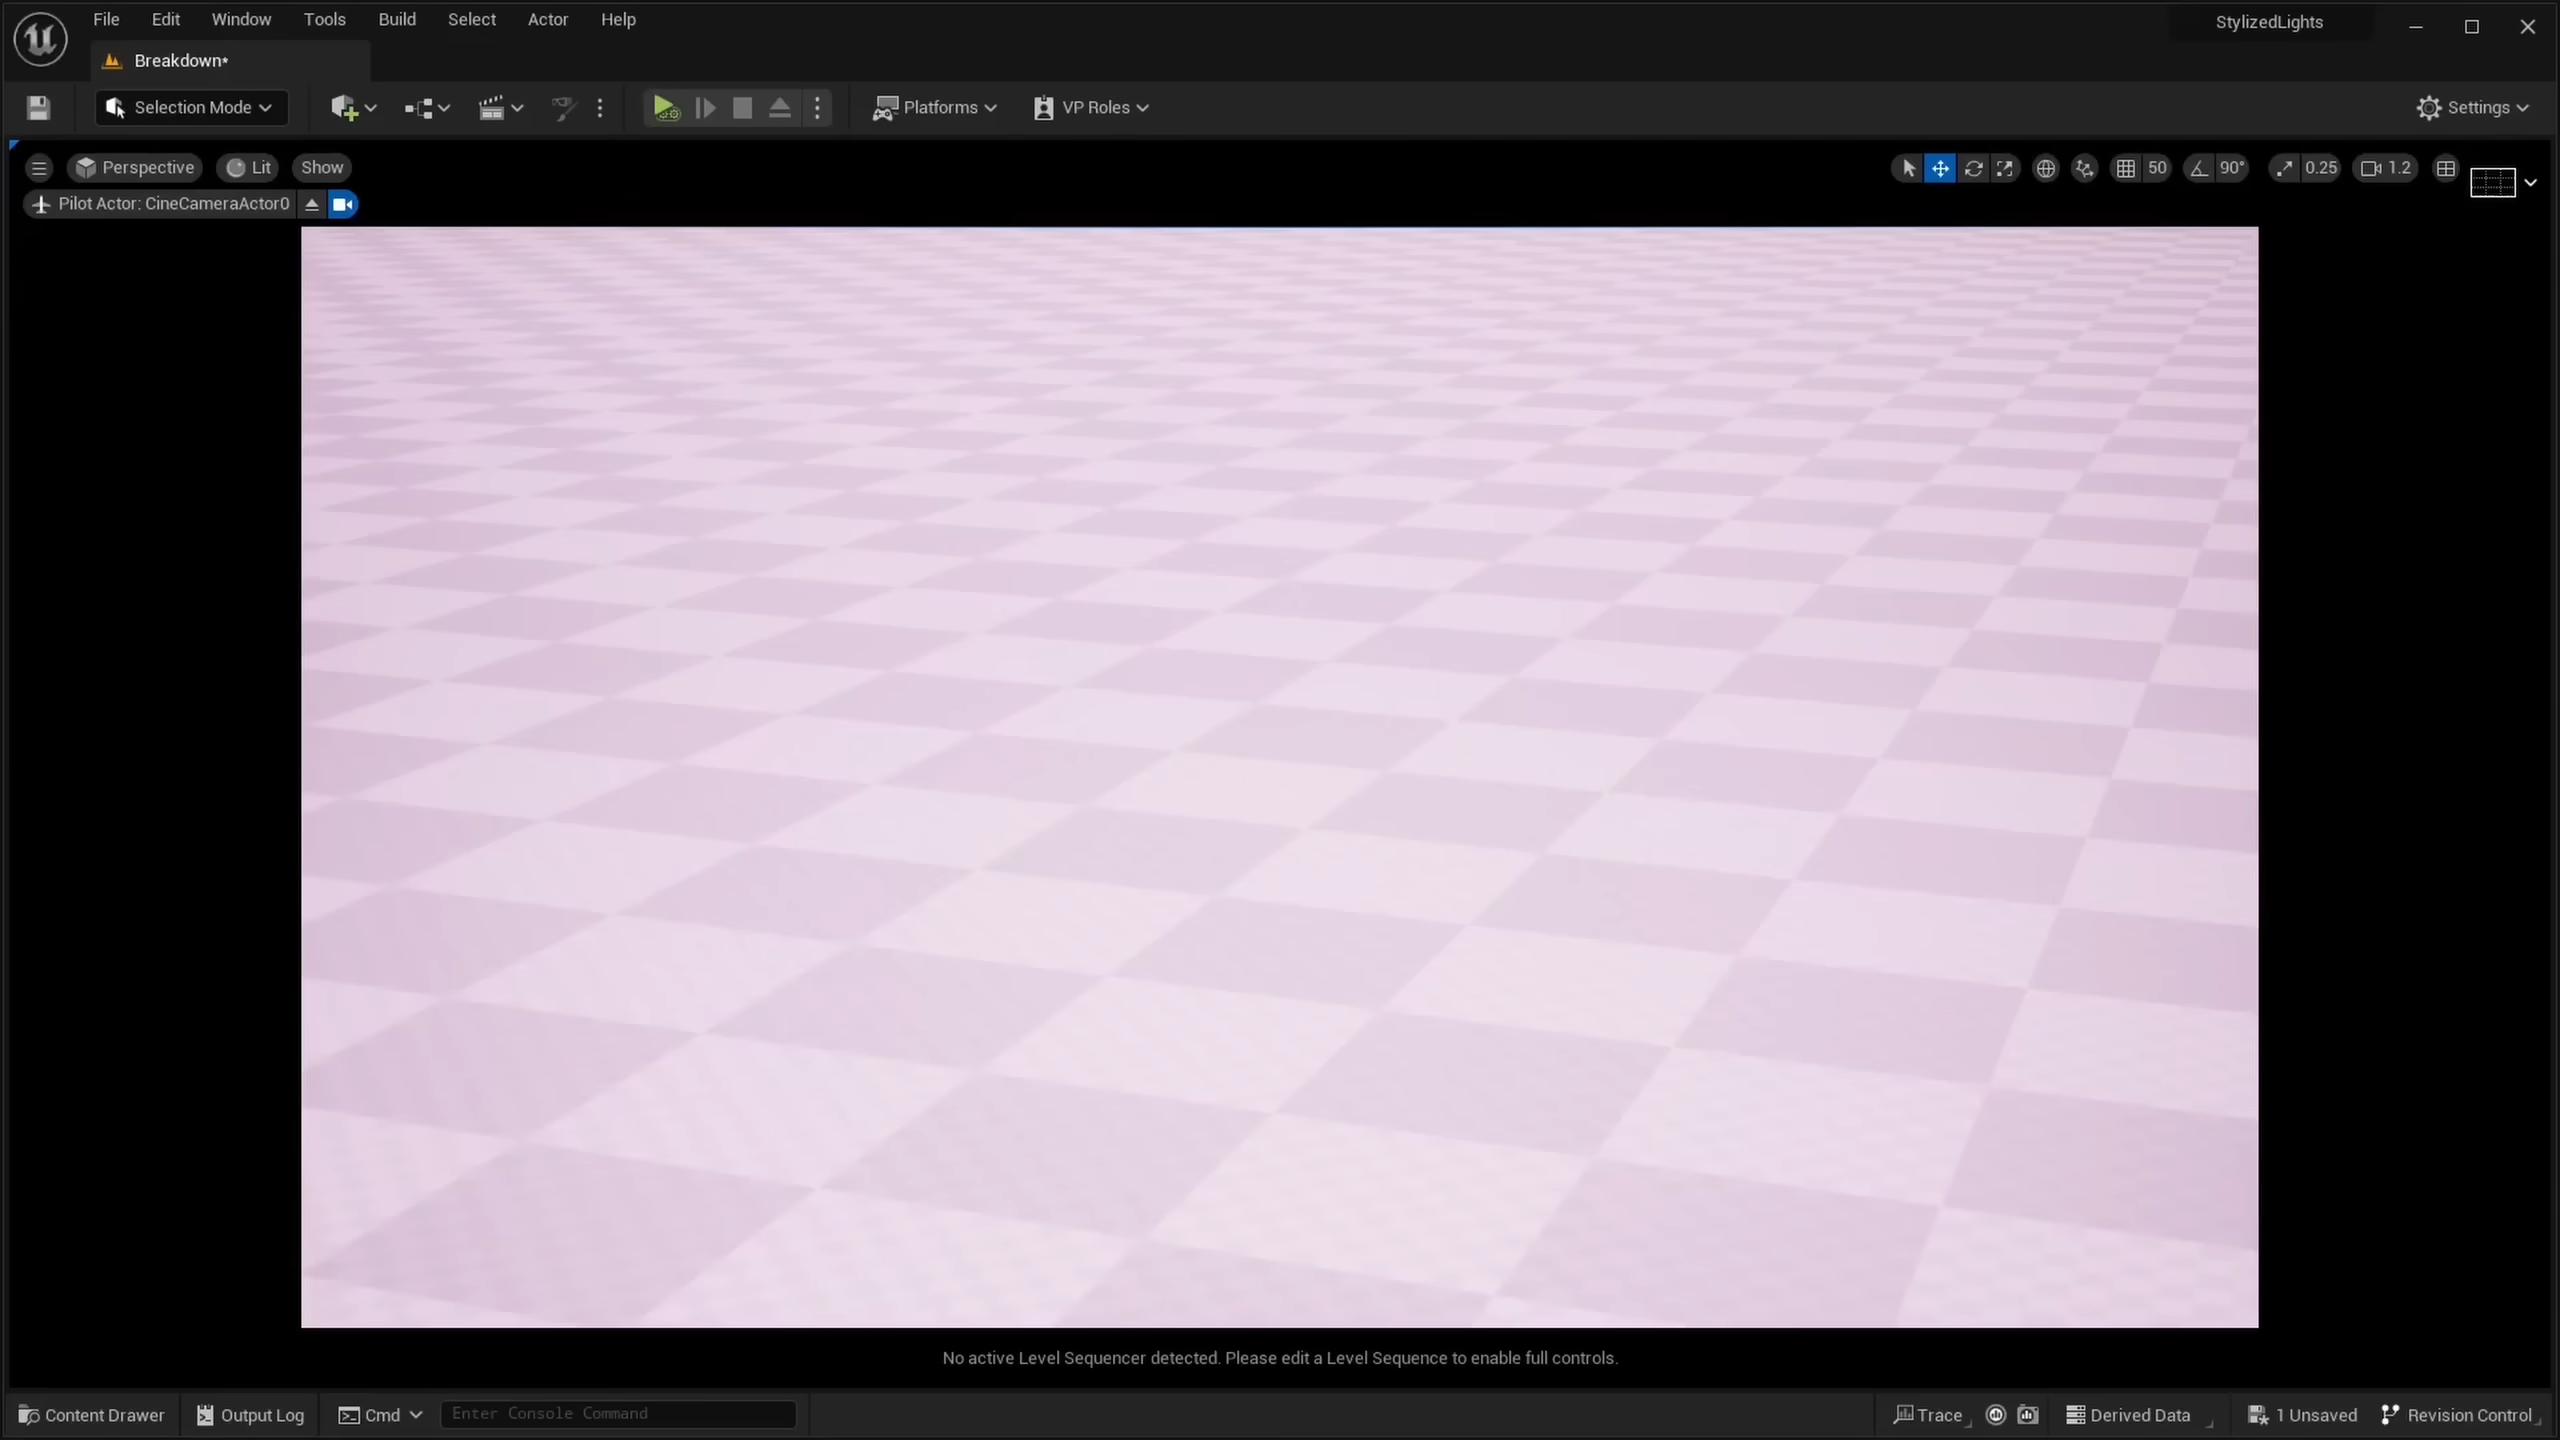 File Edit Window Tools Build Select Actor Help
StylizedLights
Breakdown*
Selection Mode
Platforms
VP Roles
Settings
Perspective
Lit
Show
50
90°
0.25
1.2
Pilot Actor: CineCameraActor0
No active Level Sequencer detected. Please edit a Level Sequence to enable full controls.
Content Drawer
Output Log
Cmd
Enter Console Command
Trace
Derived Data
1 Unsaved
Revision Control